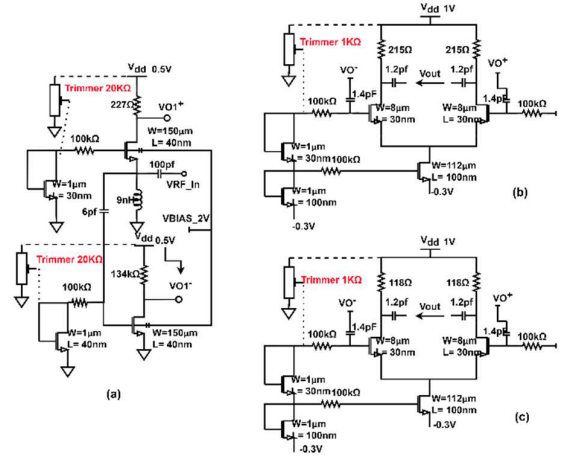 Trimmer 20KΩ
Vdd 0.5V
227Ω
VO1+
W=150µm
L= 40nm
100kΩ
100pf
VRF_In
W=1µm
L= 30nm
9nH
6pf
VBIAS_2V
Vdd 0.5V
Trimmer 20KΩ
134kΩ
VO1-
100kΩ
W=1µm
L= 40nm
W=150µm
L= 40nm
(a)
Vdd 1V
Trimmer 1KΩ
215Ω
215Ω
VO-
1.2pf
Vout
1.2pf
VO+
1.4pF
1.4pF
100kΩ
W=8µm
L= 30nm
W=8µm
L= 30nm
100kΩ
W=1µm
L= 30nm
100kΩ
W=1µm
L= 100nm
W=112µm
L= 100nm
-0.3V
-0.3V
(b)
Vdd 1V
Trimmer 1KΩ
118Ω
118Ω
VO-
1.2pf
Vout
1.2pf
VO+
1.4pF
1.4pF
100kΩ
W=8µm
L= 30nm
W=8µm
L= 30nm
100kΩ
W=1µm
L= 30nm
100kΩ
W=1µm
L= 100nm
W=112µm
L= 100nm
-0.3V
-0.3V
(c)